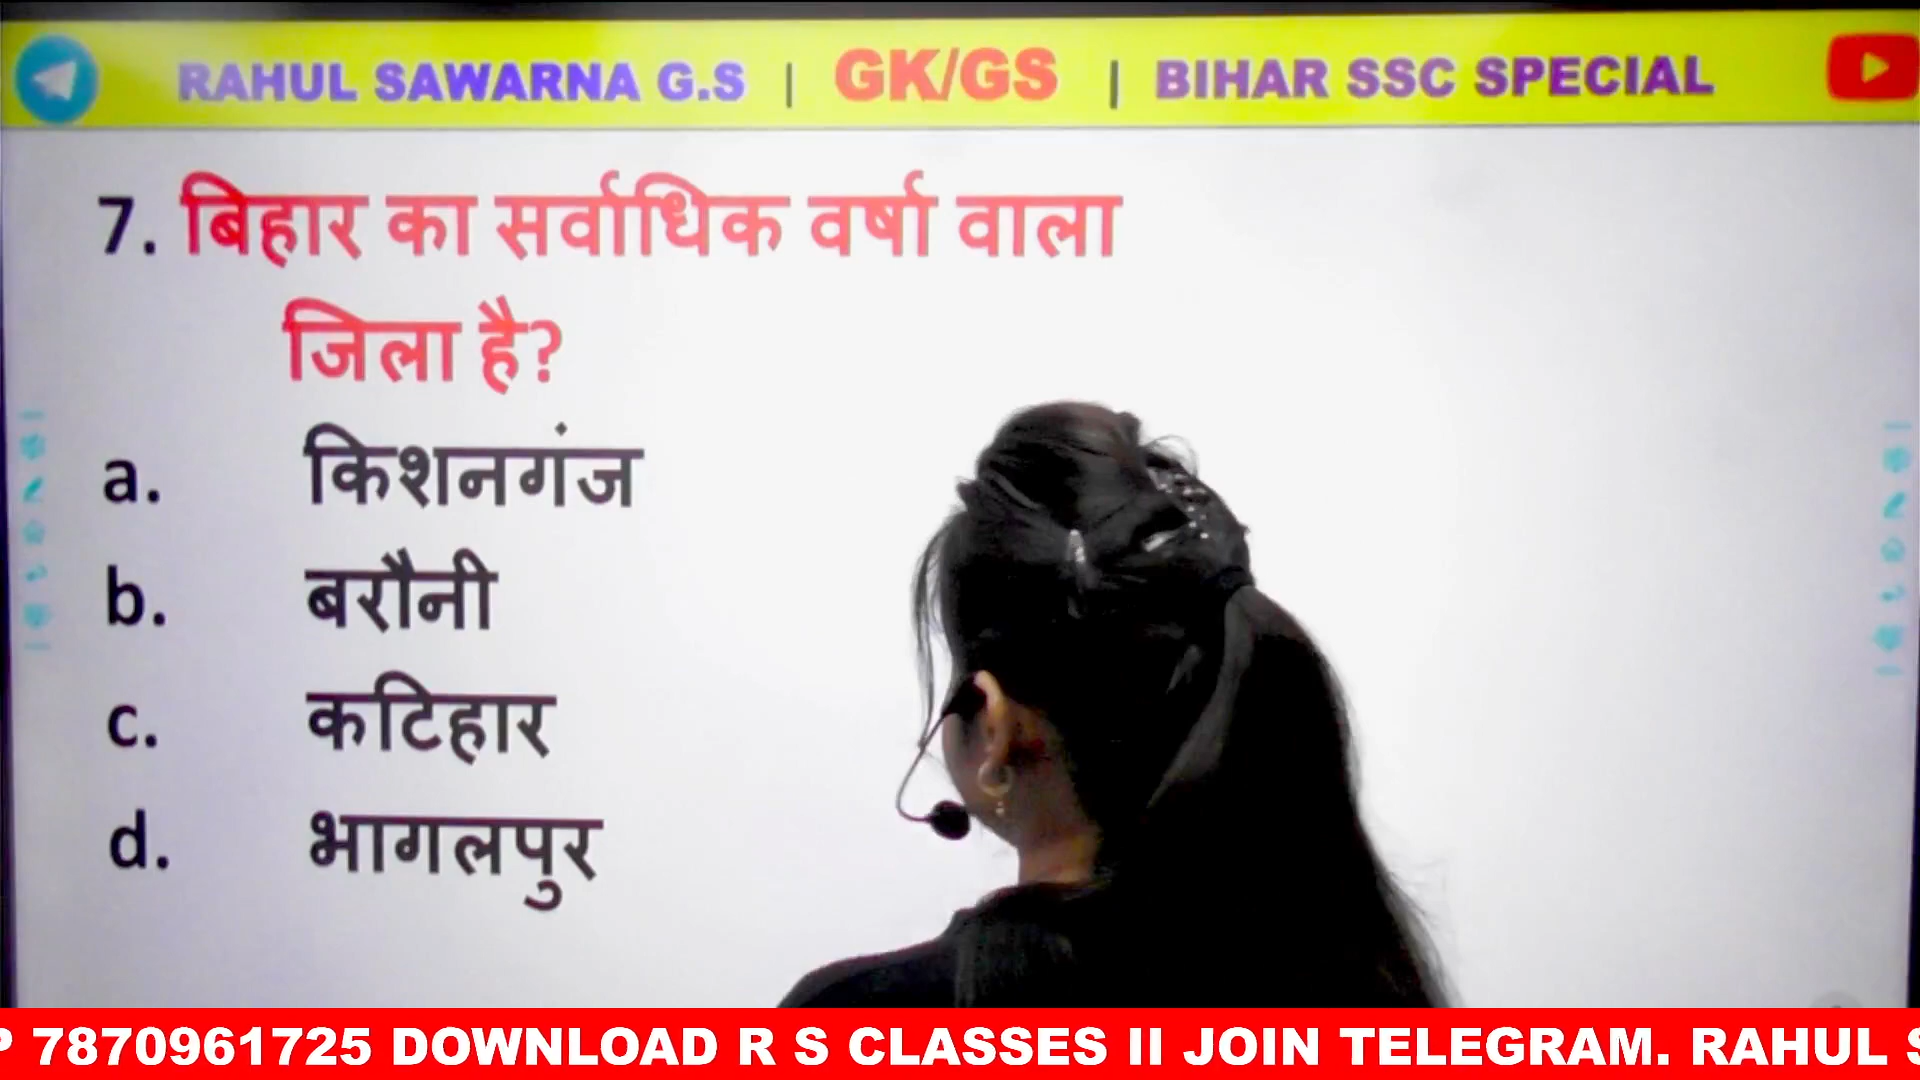 RAHUL SAWARNA G.S | GK/GS | BIHAR SSC SPECIAL
7. बिहार का सर्वाधिक वर्षा वाला
जिला है?
a. किशनगंज
b. बरौनी
c. कटिहार
d. भागलपुर
P 7870961725 DOWNLOAD R S CLASSES II JOIN TELEGRAM. RAHUL S